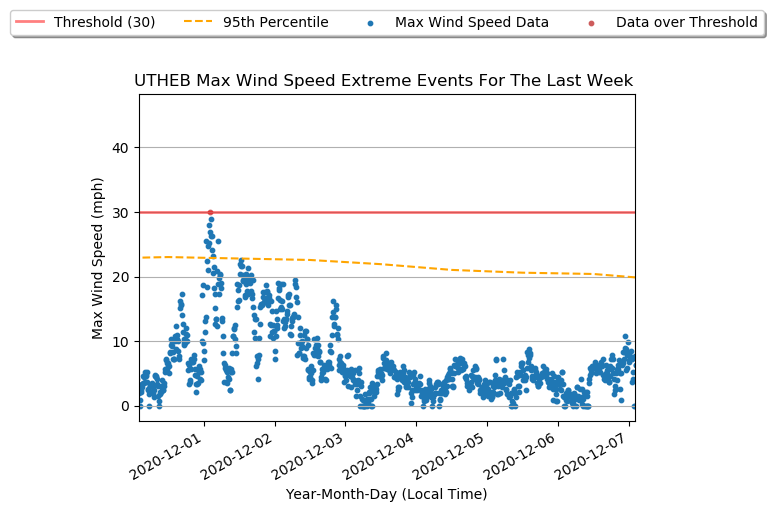 Threshold (30) 95th Percentile Max Wind Speed Data Data over Threshold
UTHEB Max Wind Speed Extreme Events For The Last Week
Max Wind Speed (mph)
40
30
20
10
0
2020-12-01 2020-12-02 2020-12-03 2020-12-04 2020-12-05 2020-12-06 2020-12-07
Year-Month-Day (Local Time)